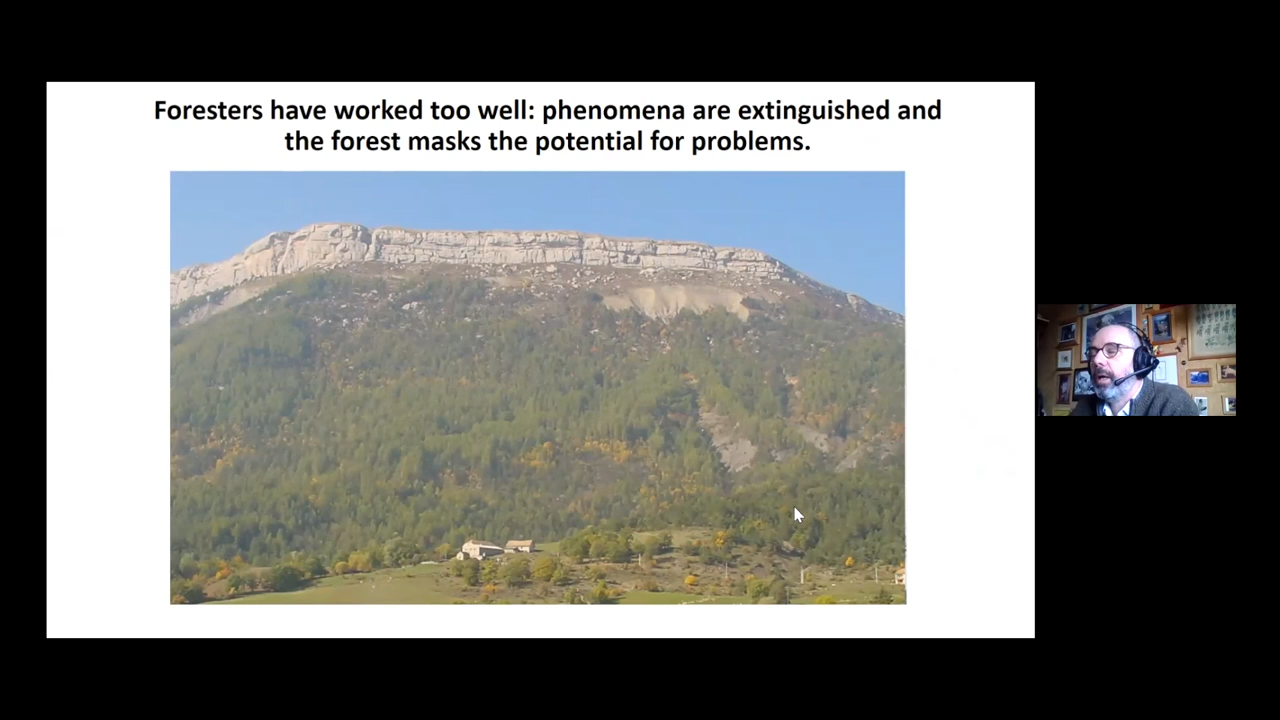 Foresters have worked too well: phenomena are extinguished and
the forest masks the potential for problems.